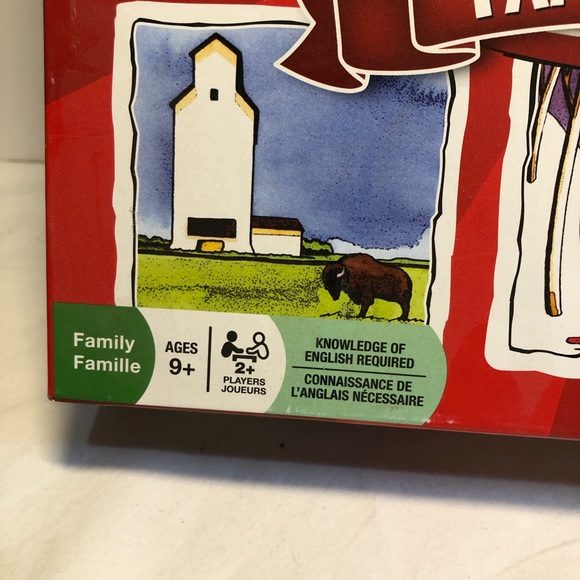 Family
Famille
AGES
9+
2+
PLAYERS
JOUEURS
KNOWLEDGE OF
ENGLISH REQUIRED
CONNAISSANCE DE
L'ANGLAIS NÉCESSAIRE